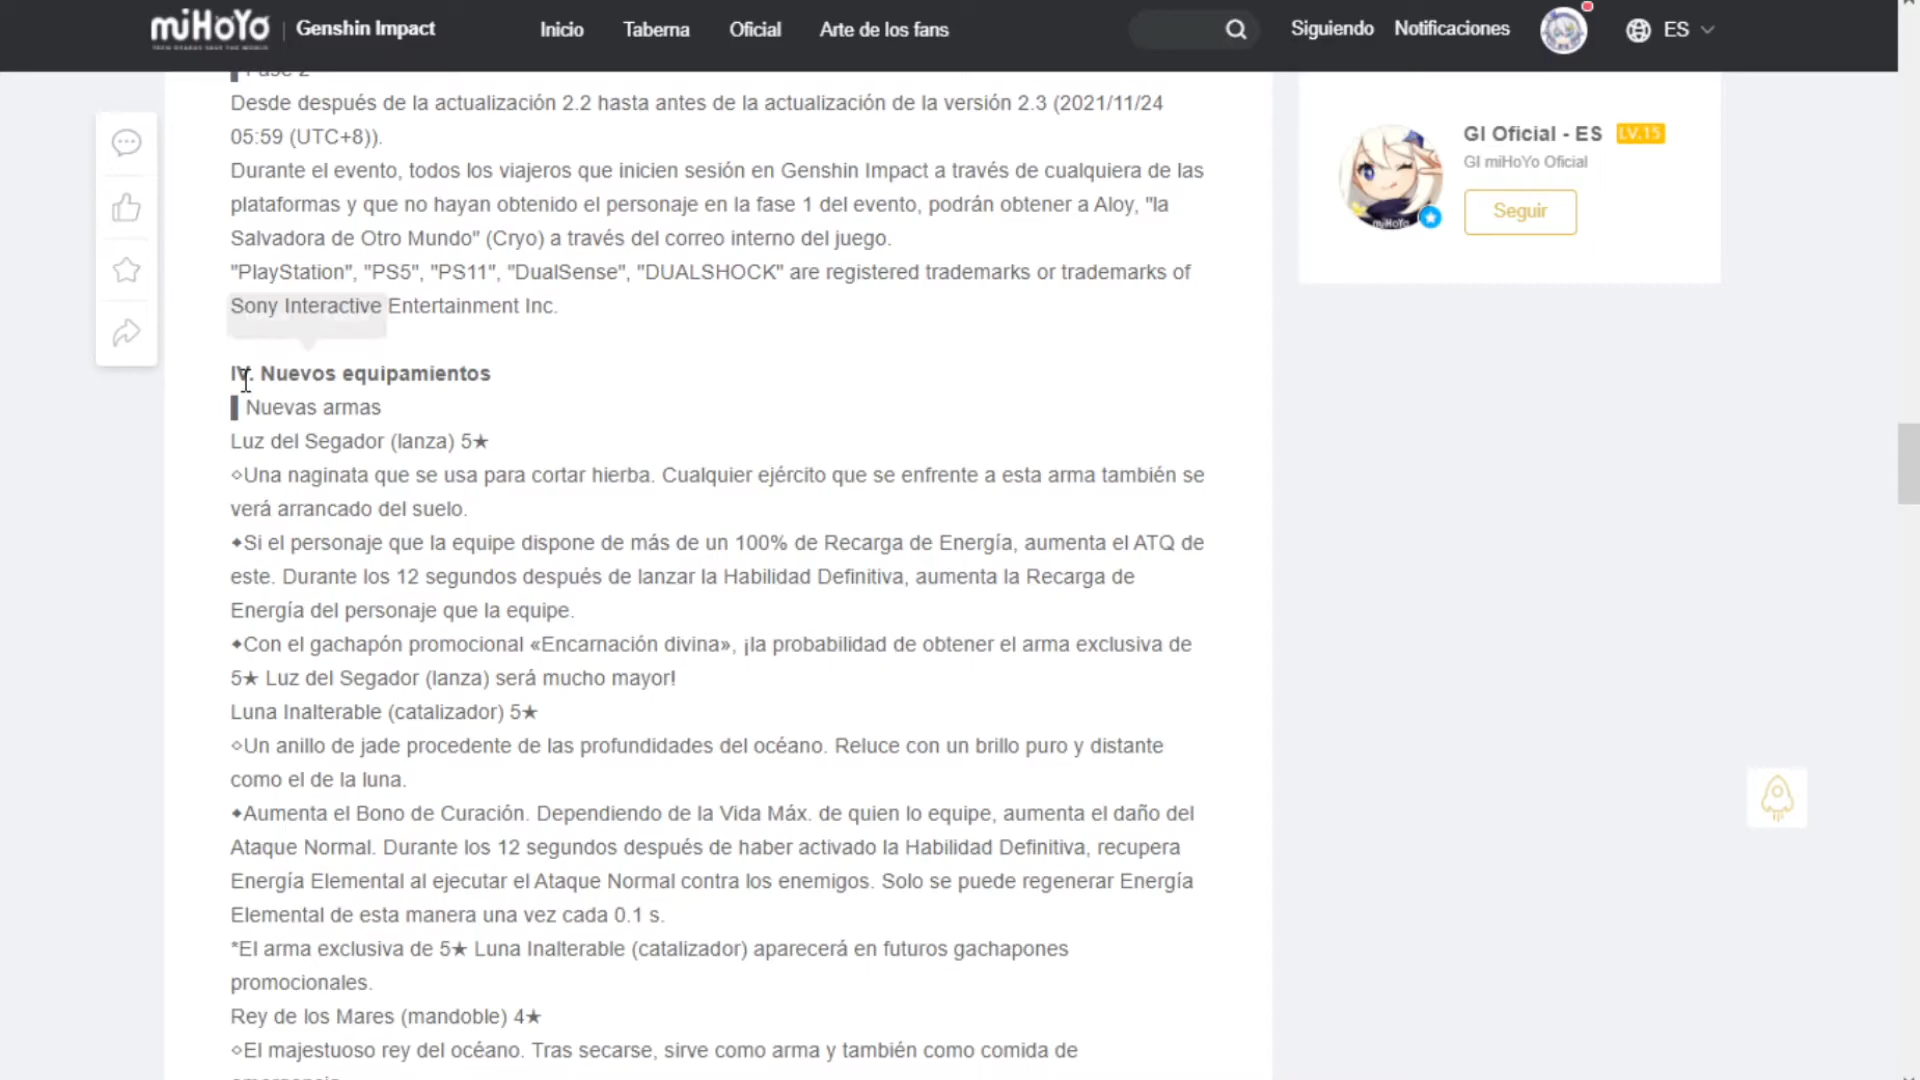 miHoYo
TECH OTAKUS SAVE THE WORLD
Genshin Impact
Inicio
Taberna
Oficial
Arte de los fans
Siguiendo
Notificaciones
ES
Fase 2
Desde después de la actualización 2.2 hasta antes de la actualización de la versión 2.3 (2021/11/24
05:59 (UTC+8)).
Durante el evento, todos los viajeros que inicien sesión en Genshin Impact a través de cualquiera de las
plataformas y que no hayan obtenido el personaje en la fase 1 del evento, podrán obtener a Aloy, "la
Salvadora de Otro Mundo" (Cryo) a través del correo interno del juego.
"PlayStation", "PS5", "PS11", "DualSense", "DUALSHOCK" are registered trademarks or trademarks of
Sony Interactive Entertainment Inc.
IV. Nuevos equipamientos
▌Nuevas armas
Luz del Segador (lanza) 5★
◇Una naginata que se usa para cortar hierba. Cualquier ejército que se enfrente a esta arma también se
verá arrancado del suelo.
◆Si el personaje que la equipe dispone de más de un 100% de Recarga de Energía, aumenta el ATQ de
este. Durante los 12 segundos después de lanzar la Habilidad Definitiva, aumenta la Recarga de
Energía del personaje que la equipe.
◆Con el gachapón promocional «Encarnación divina», ¡la probabilidad de obtener el arma exclusiva de
5★ Luz del Segador (lanza) será mucho mayor!
Luna Inalterable (catalizador) 5★
◇Un anillo de jade procedente de las profundidades del océano. Reluce con un brillo puro y distante
como el de la luna.
◆Aumenta el Bono de Curación. Dependiendo de la Vida Máx. de quien lo equipe, aumenta el daño del
Ataque Normal. Durante los 12 segundos después de haber activado la Habilidad Definitiva, recupera
Energía Elemental al ejecutar el Ataque Normal contra los enemigos. Solo se puede regenerar Energía
Elemental de esta manera una vez cada 0.1 s.
*El arma exclusiva de 5★ Luna Inalterable (catalizador) aparecerá en futuros gachapones
promocionales.
Rey de los Mares (mandoble) 4★
◇El majestuoso rey del océano. Tras secarse, sirve como arma y también como comida de
GI Oficial - ES
LV.15
GI miHoYo Oficial
miHoYo
Seguir